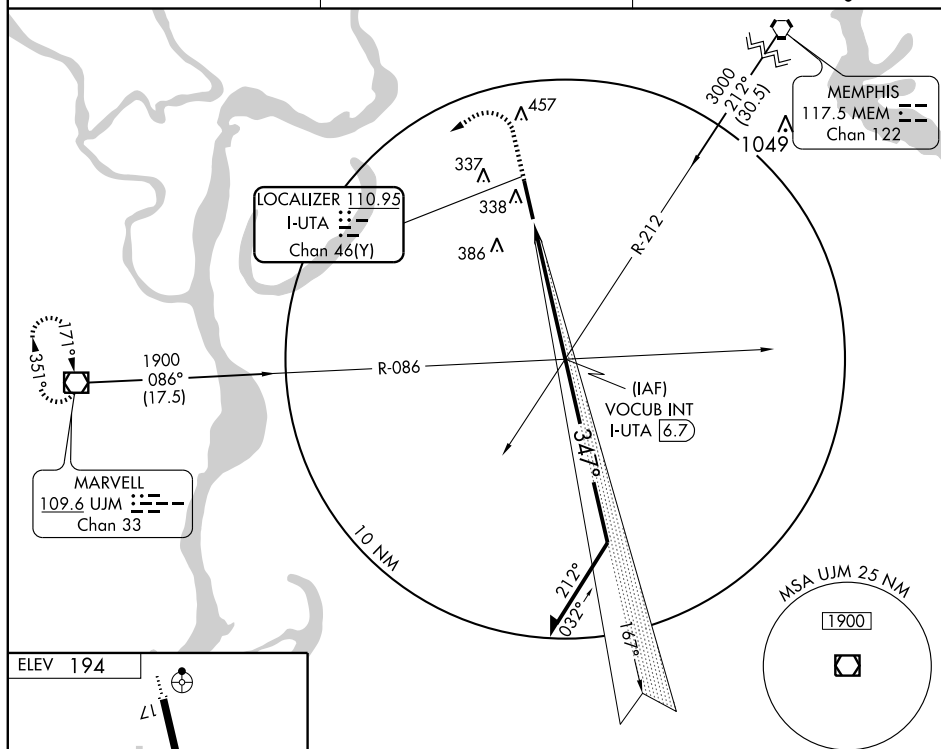 3000
212°
(30.5)
MEMPHIS
117.5 MEM
Chan 122
1049
457
337
338
386
LOCALIZER 110.95
I-UTA
Chan 46(Y)
R-212
171°
351°
1900
086°
(17.5)
R-086
(IAF)
VOCUB INT
I-UTA 6.7
347°
MARVELL
109.6 UJM
Chan 33
10 NM
212°
032°
167°
MSA UJM 25 NM
1900
ELEV 194
17